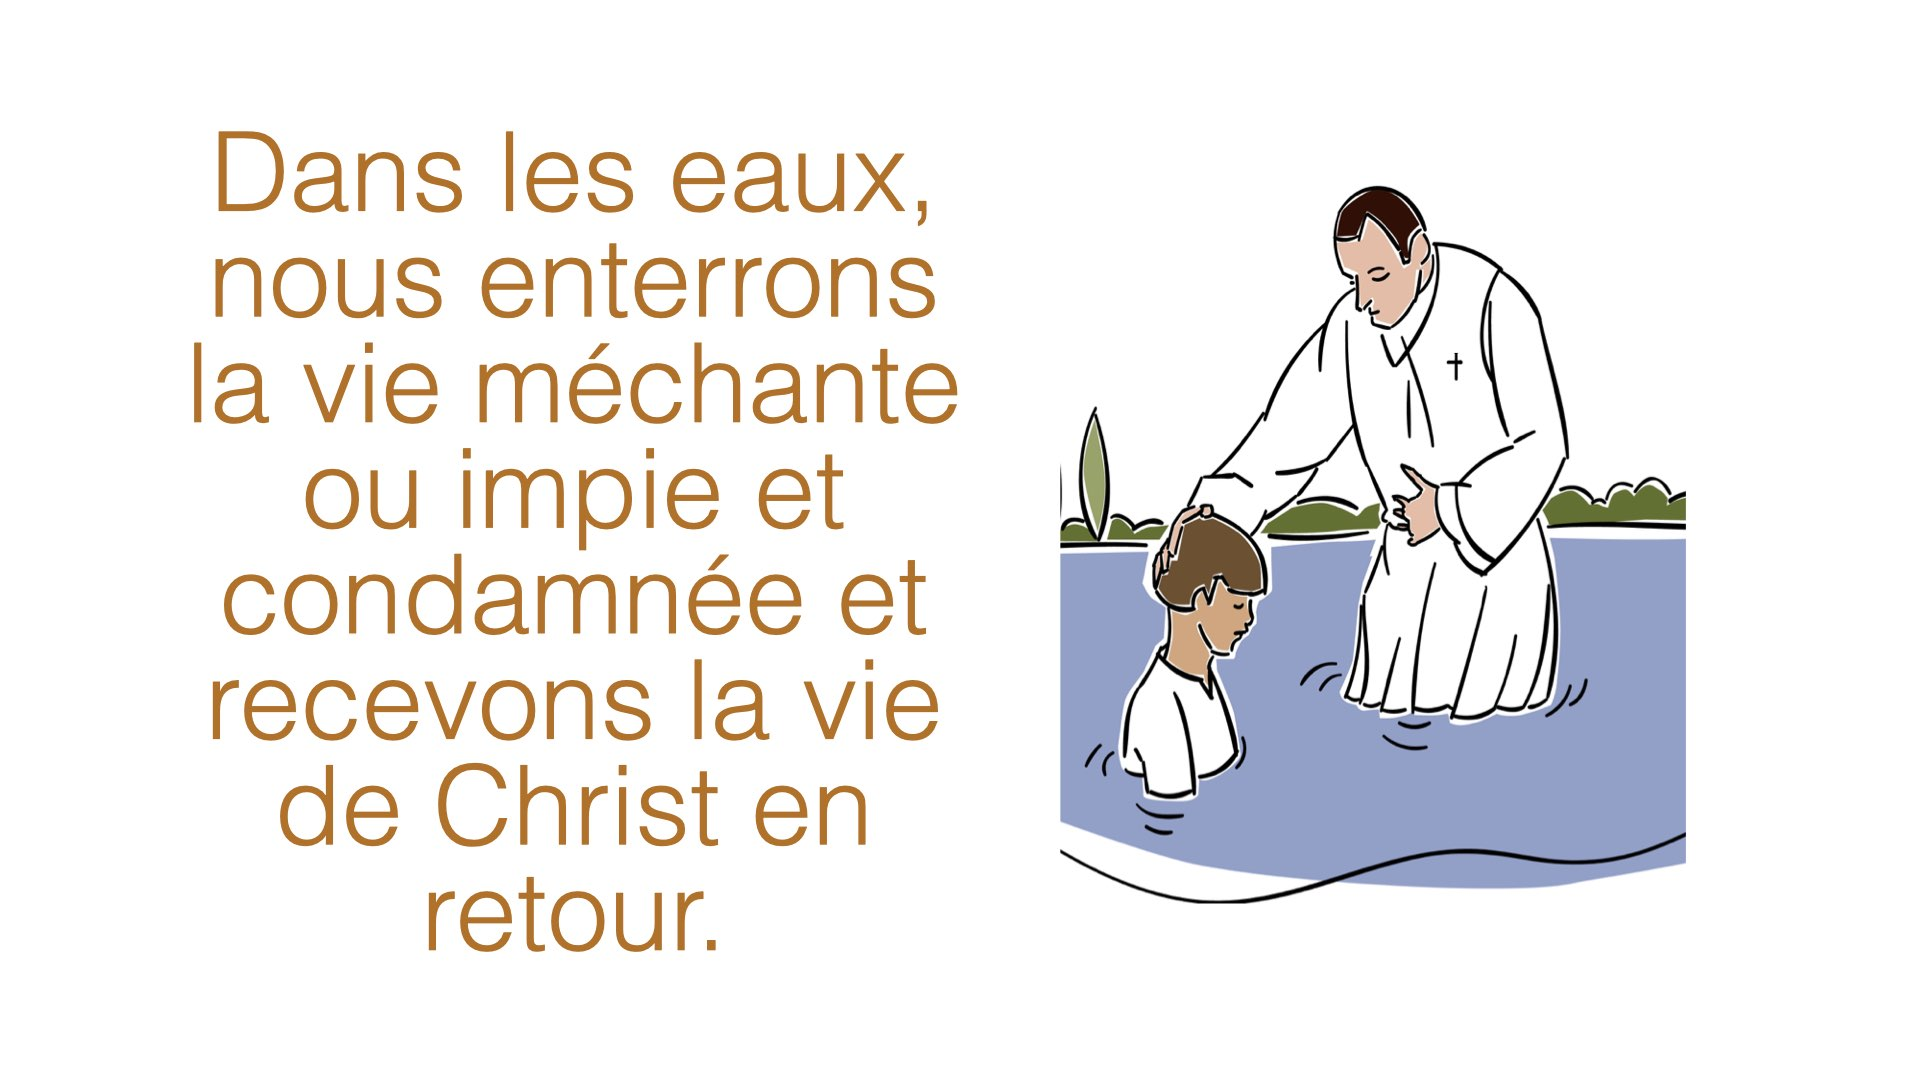 Dans les eaux,
nous enterrons
la vie méchante
ou impie et
condamnée et
recevons la vie
de Christ en
retour.